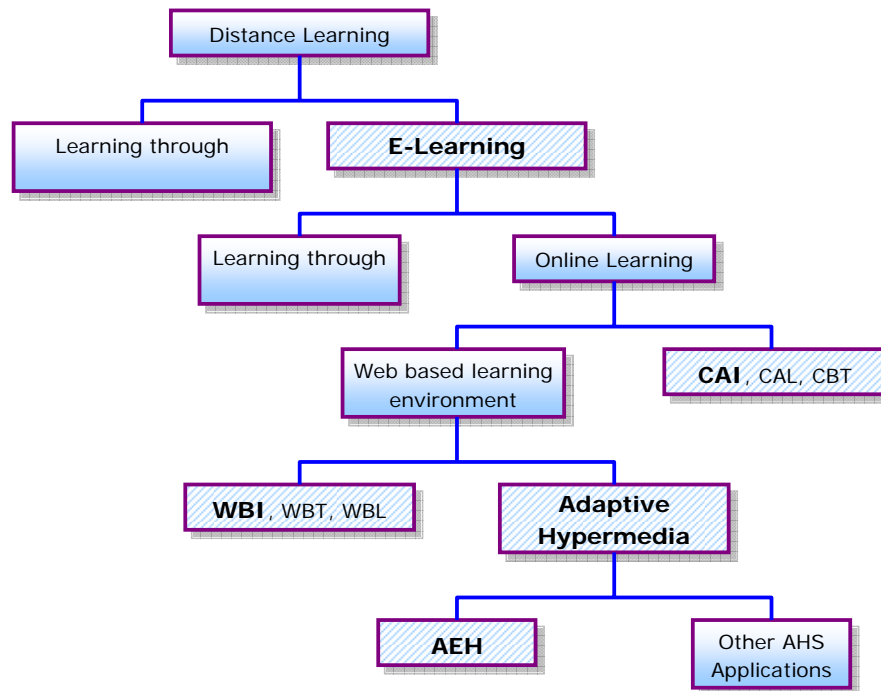 Distance Learning
Learning through
E-Learning
Learning through
Online Learning
Web based learning
environment
CAI, CAL, CBT
WBI, WBT, WBL
Adaptive
Hypermedia
AEH
Other AHS
Applications